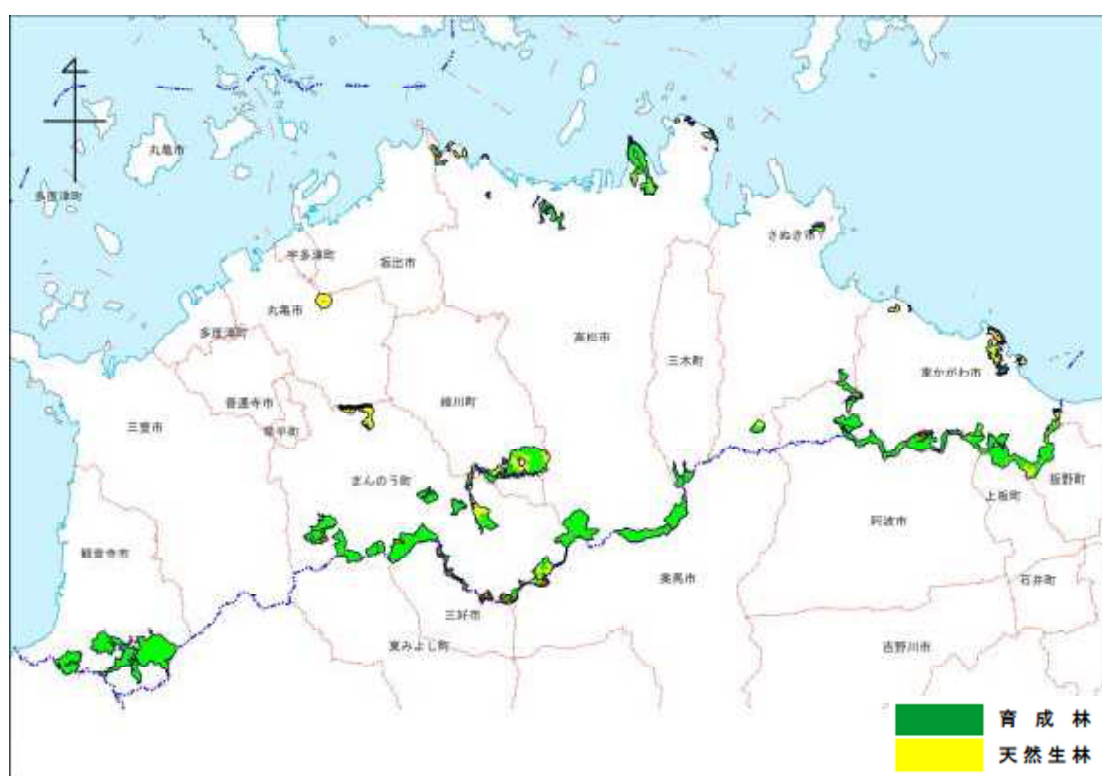 丸亀市
多度津町
さぬき市
宇多津町
坂出市
丸亀市
多度津町
高松市
三木町
東かがわ市
善通寺市
綾川町
三豊市
琴平町
まんのう町
板野町
上板町
阿波市
観音寺市
美馬市
石井町
三好市
東みよし町
吉野川市
育成林
天然生林